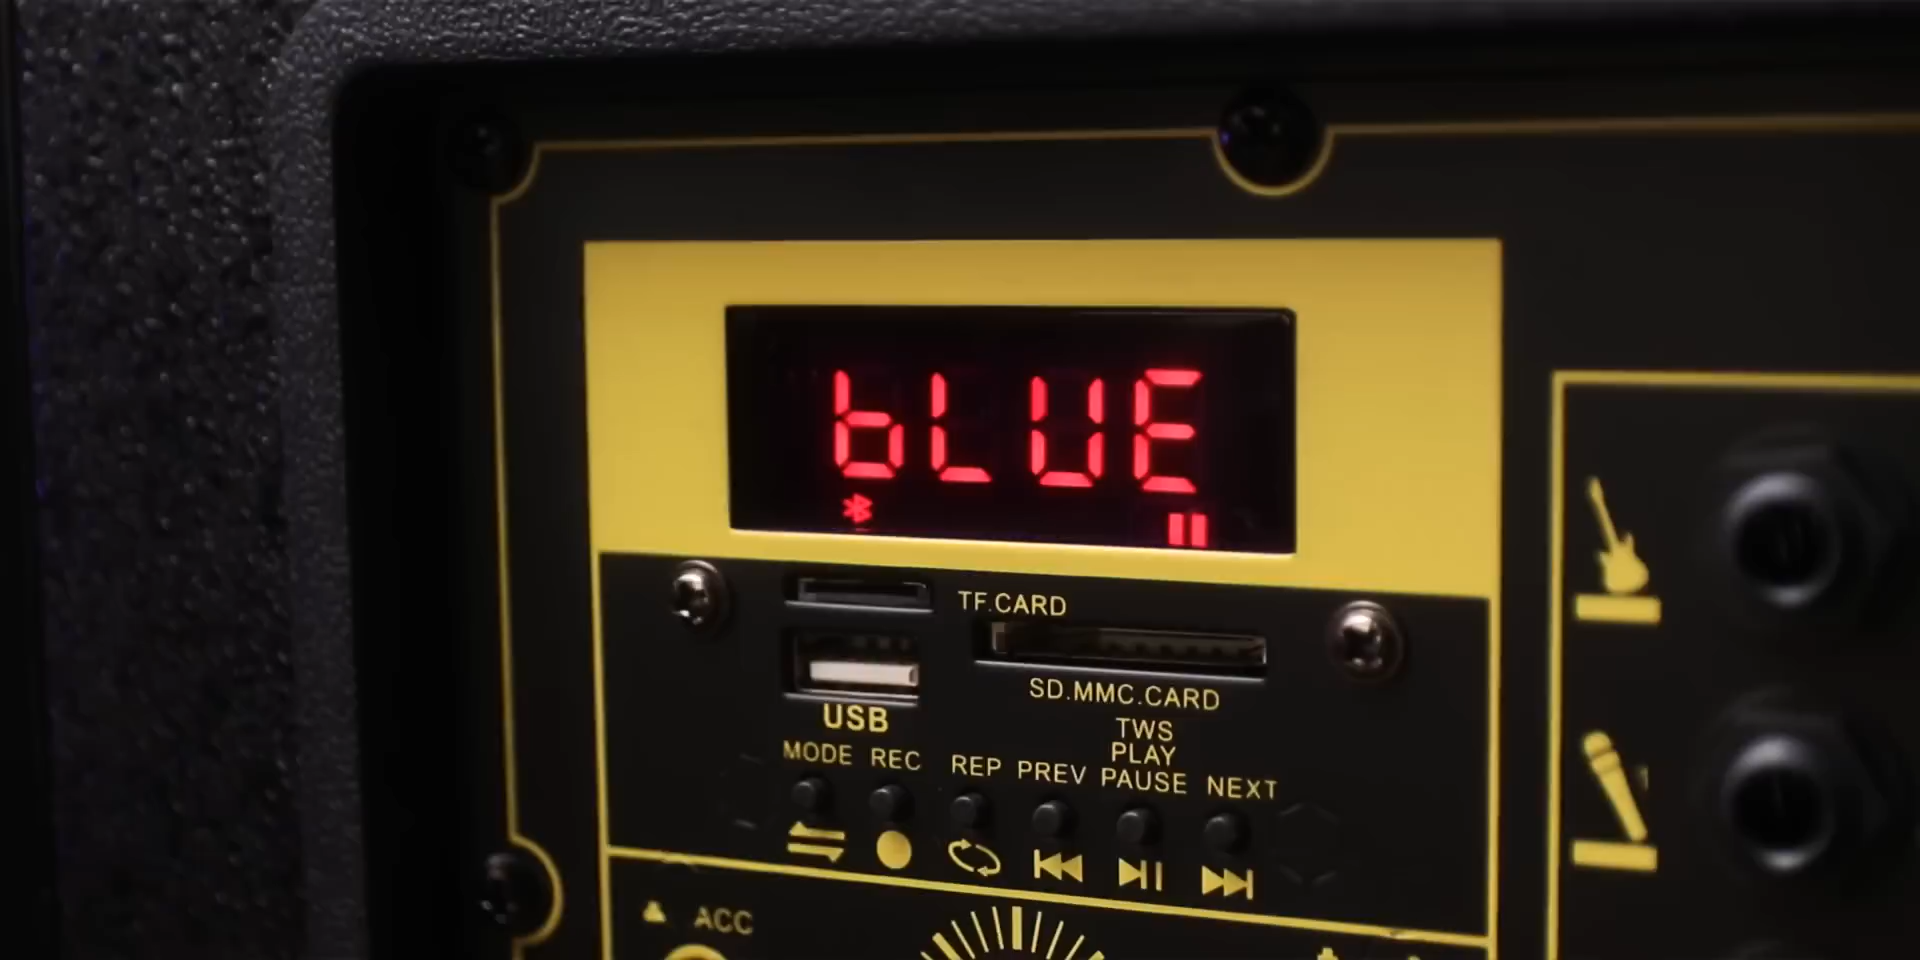 bLUE
TF.CARD
SD.MMC.CARD
USB
TWS
PLAY
MODE REC REP PREV PAUSE NEXT
ACC